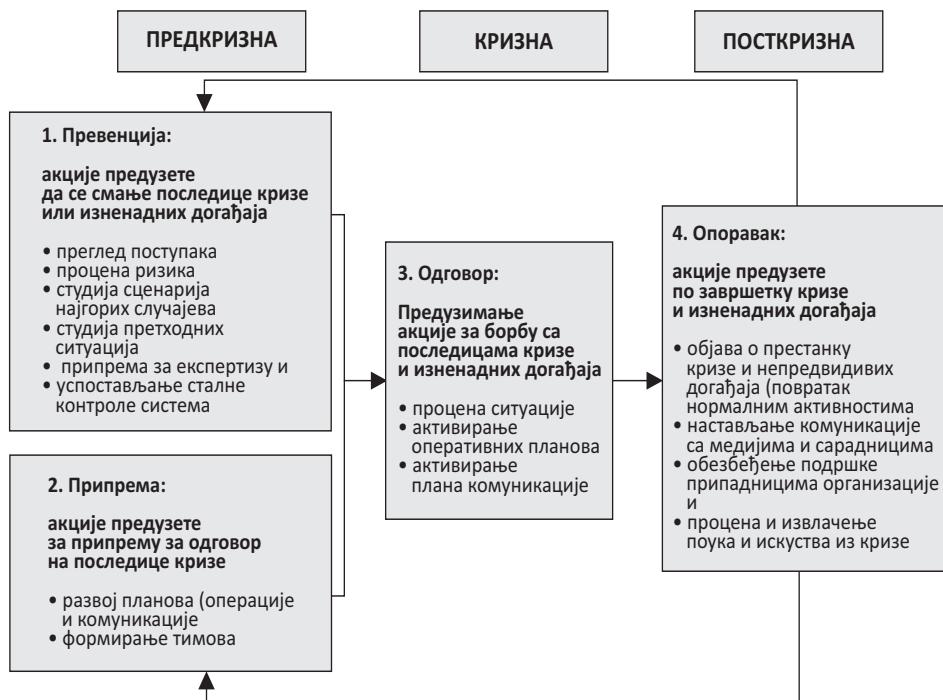 ПРЕДКРИЗНА
КРИЗНА
ПОСТКРИЗНА
1. Превенција:
акције предузете
да се смање последице кризе
или изненадних догађаја
• преглед поступака
• процена ризика
• студија сценарија
најгорих случајева
• студија претходних
ситуација
• припрема за експертизу и
• успостављање сталне
контроле система
2. Припрема:
акције предузете
за припрему за одговор
на последице кризе
• развој планова (операције
и комуникације
• формирање тимова
3. Одговор:
Предузимање
акције за борбу са
последицама кризе
и изненадних догађаја
• процена ситуације
• активирање
оперативних планова
• активирање
плана комуникације
4. Опоравак:
акције предузете
по завршетку кризе
и изненадних догађаја
• објава о престанку
кризе и непредвидивих
догађаја (повратак
нормалним активностима
• настављање комуникације
са медијима и сарадницима
• обезбеђење подршке
припадницима организације
и
• процена и извлачење
поука и искуства из кризе